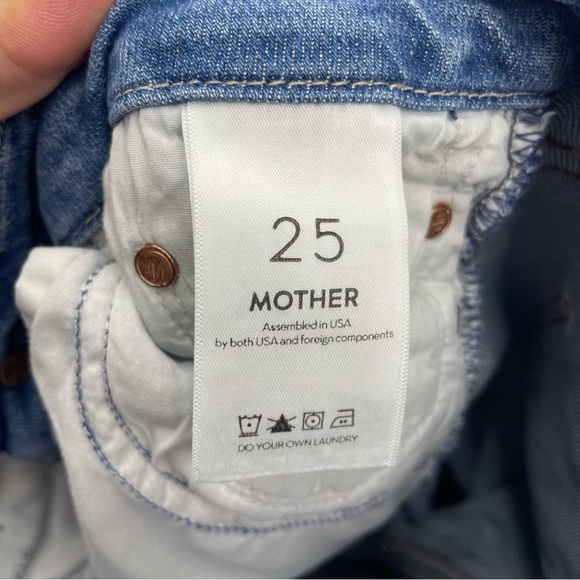 25
MOTHER
Assembled in USA
by both USA and foreign components
DO YOUR OWN LAUNDRY